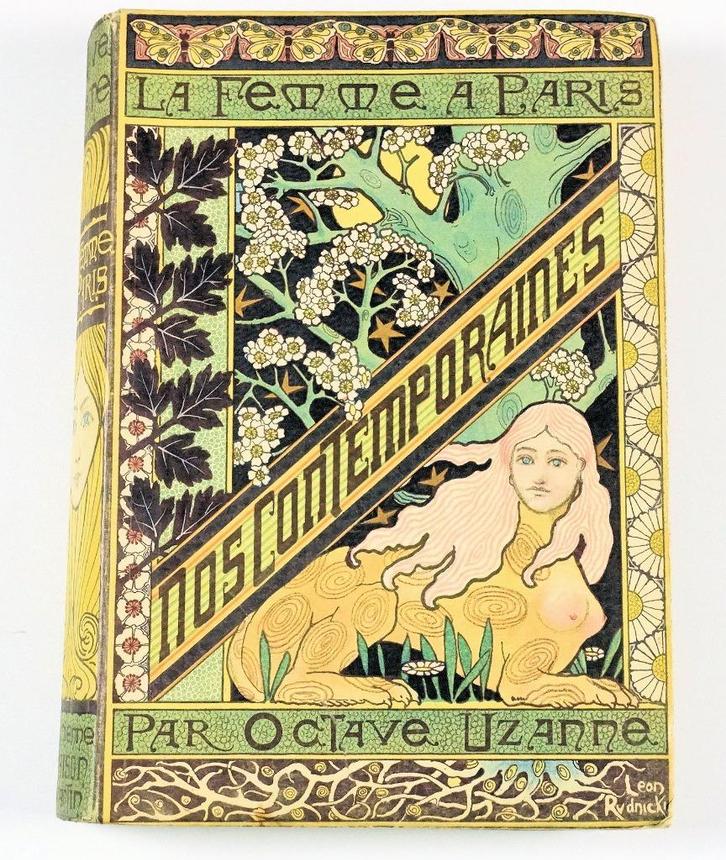 La Femme a Paris
Nos Contemporaines
Par Octave Uzanne
Leon
Rudnicki